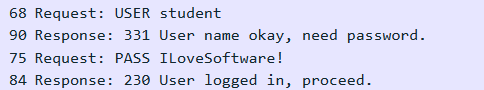 68 Request: USER student
90 Response: 331 User name okay, need password.
75 Request: PASS ILoveSoftware!
84 Response: 230 User logged in, proceed.